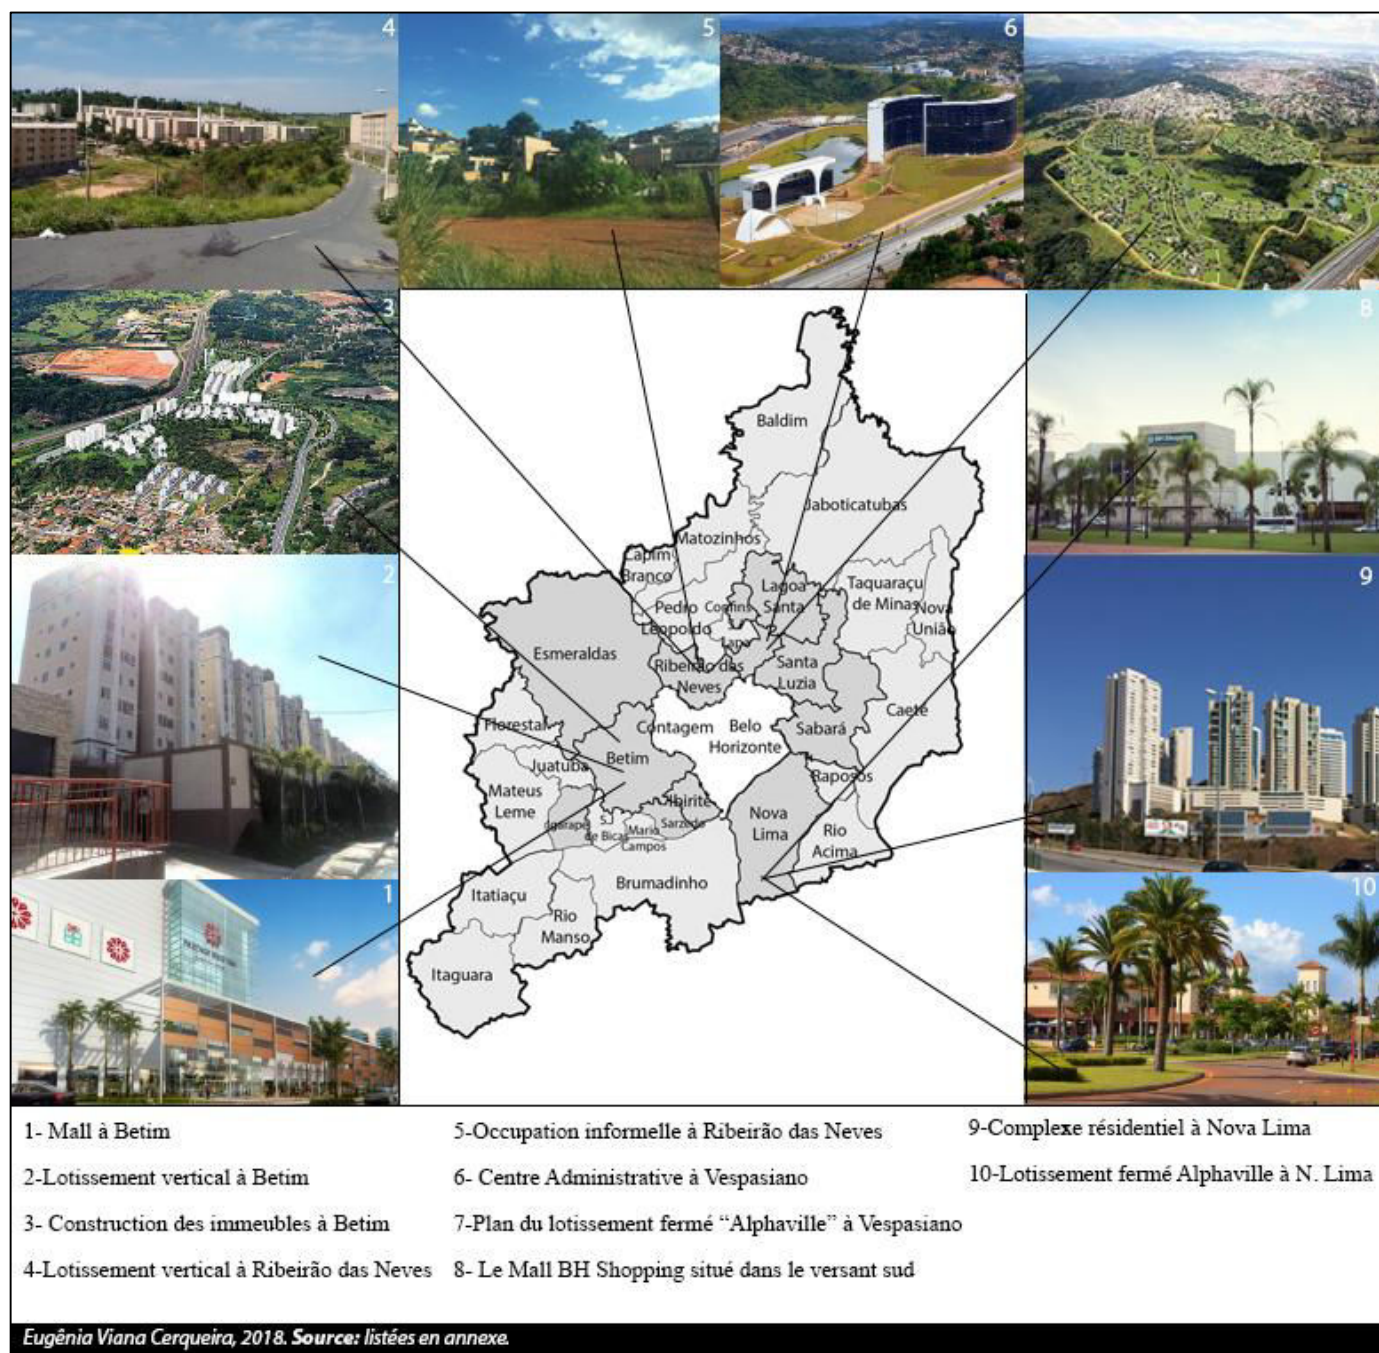 4
5
6
7
3
8
2
9
1
10
BH Shopping
Baldim
Jaboticatubas
Matozinhos
Capim
Branco
Lagoa
Santa
Taquaraçu
de Minas
Nova
União
Pedro
Leopoldo
Confins
Esmeraldas
Ribeirão das
Neves
Santa
Luzia
Caete
Florestal
Contagem
Belo
Horizonte
Sabará
Betim
Juatuba
Raposos
Mateus
Leme
Ibirité
Nova
Lima
Igarapé
S.
de Bicas
Mario
Campos
Sarzedo
Rio
Acima
Brumadinho
Itatiaçu
Rio
Manso
Itaguara
1- Mall à Betim
2-Lotissement vertical à Betim
3- Construction des immeubles à Betim
4-Lotissement vertical à Ribeirão das Neves
5-Occupation informelle à Ribeirão das Neves
6- Centre Administrative à Vespasiano
7-Plan du lotissement fermé “Alphaville” à Vespasiano
8- Le Mall BH Shopping situé dans le versant sud
9-Complexe résidentiel à Nova Lima
10-Lotissement fermé Alphaville à N. Lima
Eugênia Viana Cerqueira, 2018. Source: listées en annexe.